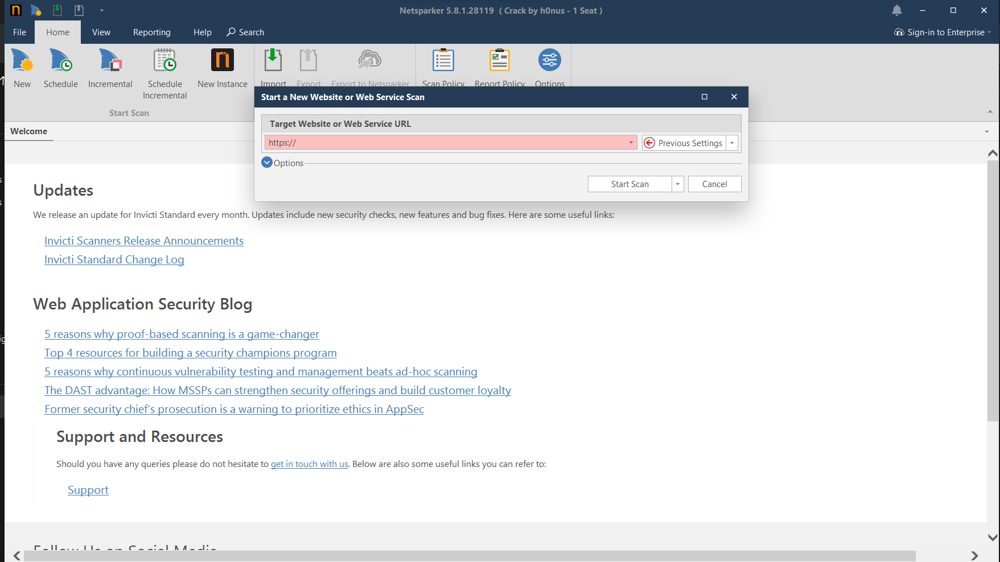 Netsparker 5.8.1.28119 ( Crack by h0nus - 1 Seat )
File Home View Reporting Help Search Sign-in to Enterprise
New Schedule Incremental Schedule Incremental New Instance Import Export Export to Netsparker Scan Policy Report Policy Options
Start Scan
Start a New Website or Web Service Scan
Target Website or Web Service URL
https:// Previous Settings
Options
Start Scan Cancel
Welcome
Updates
We release an update for Invicti Standard every month. Updates include new security checks, new features and bug fixes. Here are some useful links:
Invicti Scanners Release Announcements
Invicti Standard Change Log
Web Application Security Blog
5 reasons why proof-based scanning is a game-changer
Top 4 resources for building a security champions program
5 reasons why continuous vulnerability testing and management beats ad-hoc scanning
The DAST advantage: How MSSPs can strengthen security offerings and build customer loyalty
Former security chief’s prosecution is a warning to prioritize ethics in AppSec
Support and Resources
Should you have any queries please do not hesitate to get in touch with us. Below are also some useful links you can refer to:
Support
Follow Us on Social Media